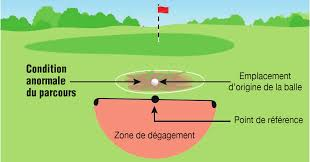 Condition
anormale
du parcours
Emplacement
d'origine de la balle
Point de référence
Zone de dégagement